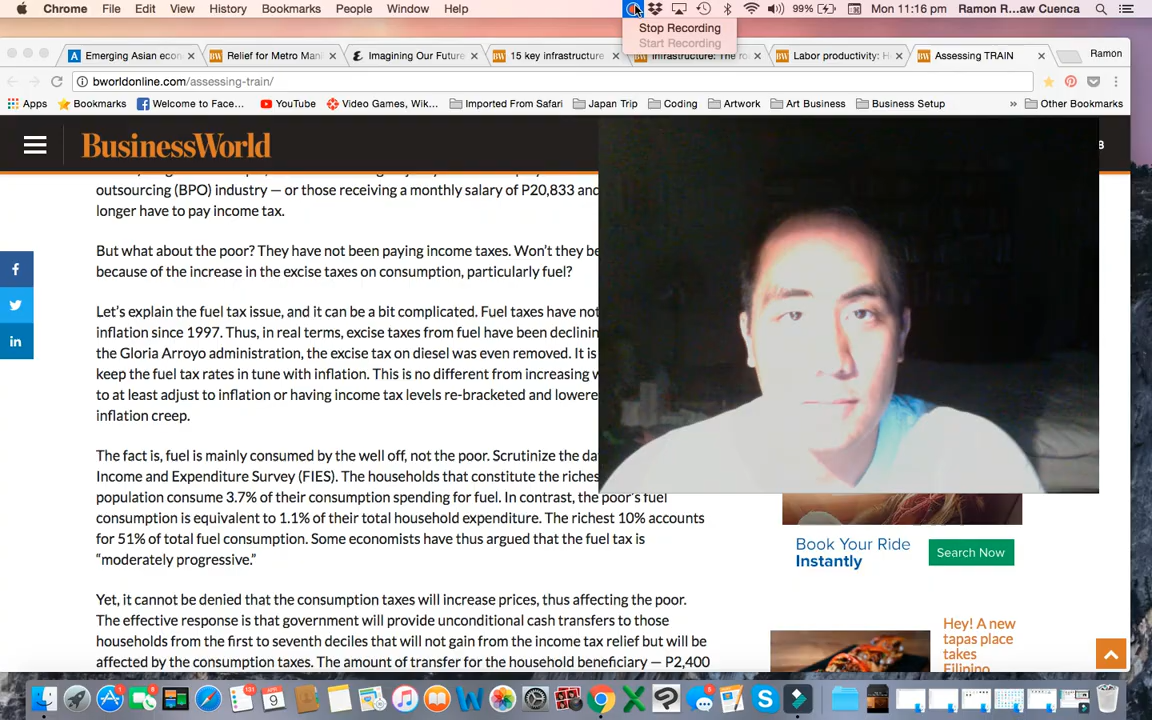 Chrome File Edit View History Bookmarks People Window Help 99% Mon 11:16 pm Ramon R...aw Cuenca
Stop Recording
Start Recording
Emerging Asian econ Relief for Metro Mani Imagining Our Future 15 key infrastructure Infrastructure: The ro Labor productivity: H Assessing TRAIN Ramon
bworldonline.com/assessing-train/
Apps Bookmarks Welcome to Face... YouTube Video Games, Wik... Imported From Safari Japan Trip Coding Artwork Art Business Business Setup » Other Bookmarks
BusinessWorld 8
outsourcing (BPO) industry — or those receiving a monthly salary of P20,833 and
longer have to pay income tax.
But what about the poor? They have not been paying income taxes. Won't they be
because of the increase in the excise taxes on consumption, particularly fuel?
Let's explain the fuel tax issue, and it can be a bit complicated. Fuel taxes have not
inflation since 1997. Thus, in real terms, excise taxes from fuel have been declinin
the Gloria Arroyo administration, the excise tax on diesel was even removed. It is
keep the fuel tax rates in tune with inflation. This is no different from increasing
to at least adjust to inflation or having income tax levels re-bracketed and lowere
inflation creep.
The fact is, fuel is mainly consumed by the well off, not the poor. Scrutinize the da
Income and Expenditure Survey (FIES). The households that constitute the riches
population consume 3.7% of their consumption spending for fuel. In contrast, the poor's fuel
consumption is equivalent to 1.1% of their total household expenditure. The richest 10% accounts
for 51% of total fuel consumption. Some economists have thus argued that the fuel tax is
"moderately progressive."
Yet, it cannot be denied that the consumption taxes will increase prices, thus affecting the poor.
The effective response is that government will provide unconditional cash transfers to those
households from the first to seventh deciles that will not gain from the income tax relief but will be
affected by the consumption taxes. The amount of transfer for the household beneficiary — P2,400
Book Your Ride
Instantly
Search Now
Hey! A new
tapas place
takes
Filipino